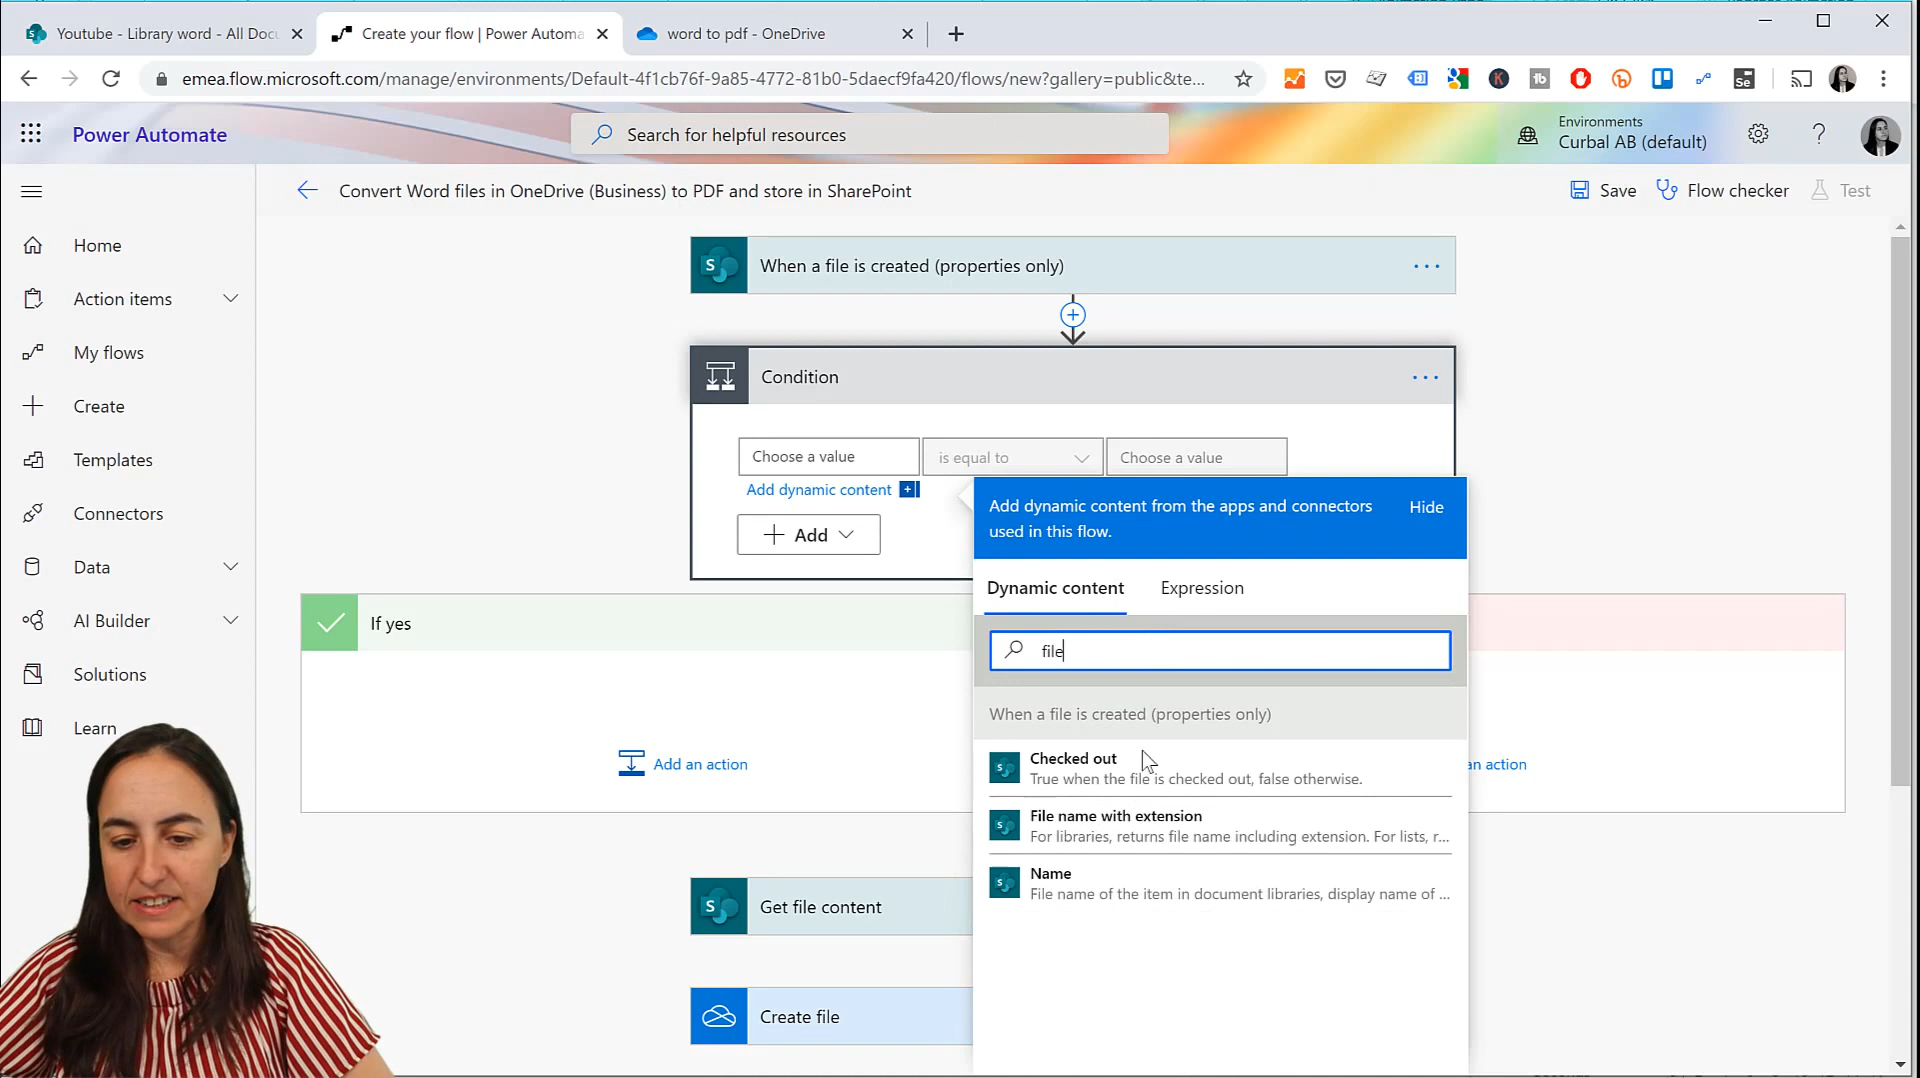 Youtube - Library word - All Docu
Create your flow | Power Automa
word to pdf - OneDrive
emea.flow.microsoft.com/manage/environments/Default-4f1cb76f-9a85-4772-81b0-5daecf9fa420/flows/new?gallery=public&te...
Power Automate
Search for helpful resources
Environments
Curbal AB (default)
Convert Word files in OneDrive (Business) to PDF and store in SharePoint
Save
Flow checker
Test
Home
Action items
My flows
Create
Templates
Connectors
Data
AI Builder
Solutions
Learn
When a file is created (properties only)
Condition
Choose a value
is equal to
Choose a value
Add dynamic content
Add
Add dynamic content from the apps and connectors
used in this flow.
Hide
Dynamic content
Expression
file
When a file is created (properties only)
Checked out
True when the file is checked out, false otherwise.
File name with extension
For libraries, returns file name including extension. For lists, r...
Name
File name of the item in document libraries, display name of ...
If yes
Add an action
an action
Get file content
Create file